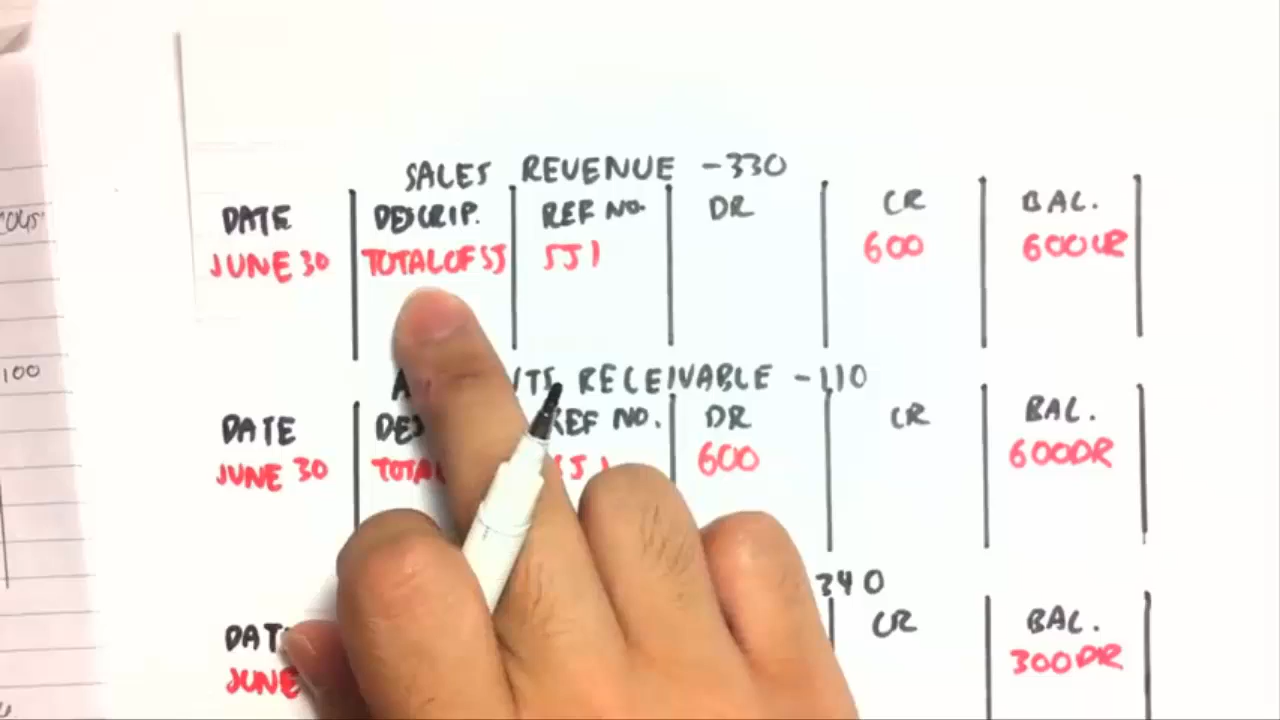 SALES REVENUE -330
DATE DESCRIP. REF NO. DR CR BAL.
JUNE 30 TOTAL OF SJ SJ1 600 600CR
RECEIVABLE -110
100
DATE REF NO. DR CR BAL.
JUNE 30 600 600DR
340
CR BAL.
JUNE 300DR